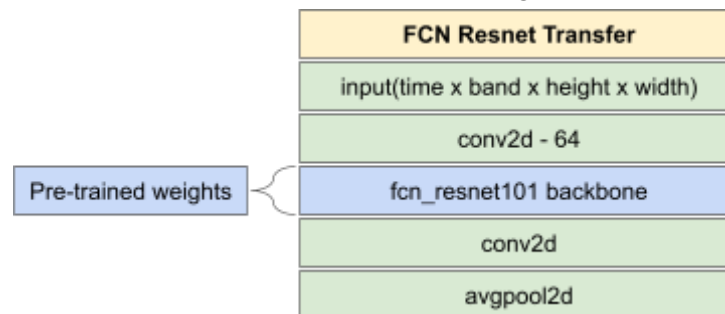 FCN Resnet Transfer
input(time x band x height x width)
conv2d - 64
Pre-trained weights
fcn_resnet101 backbone
conv2d
avgpool2d